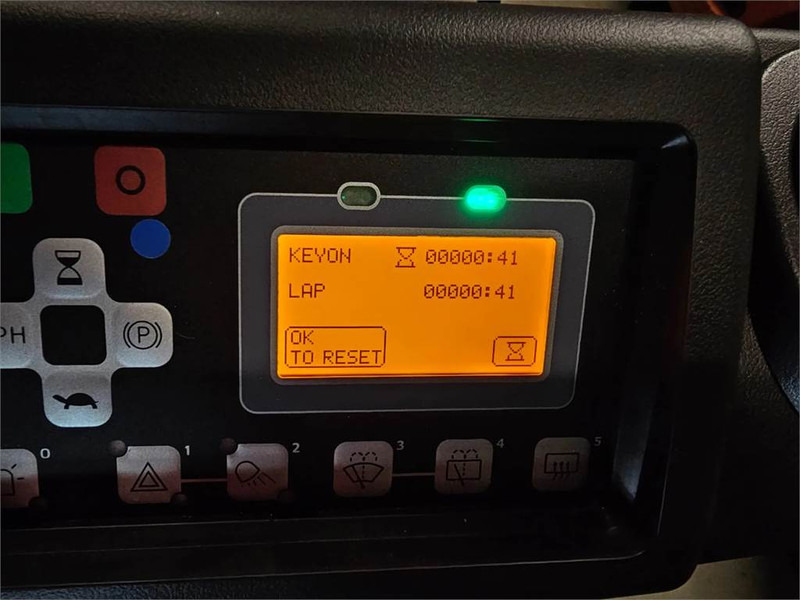 KEYON 00000:41
LAP 00000:41
OK
TO RESET
PH
0 1 2 3 4 5
P